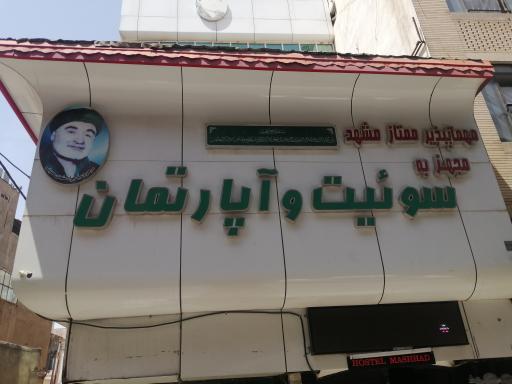 مهمانپذیر ممتاز مشهد
مجهز به
سوئیت و آپارتمان
HOSTEL MASHHAD